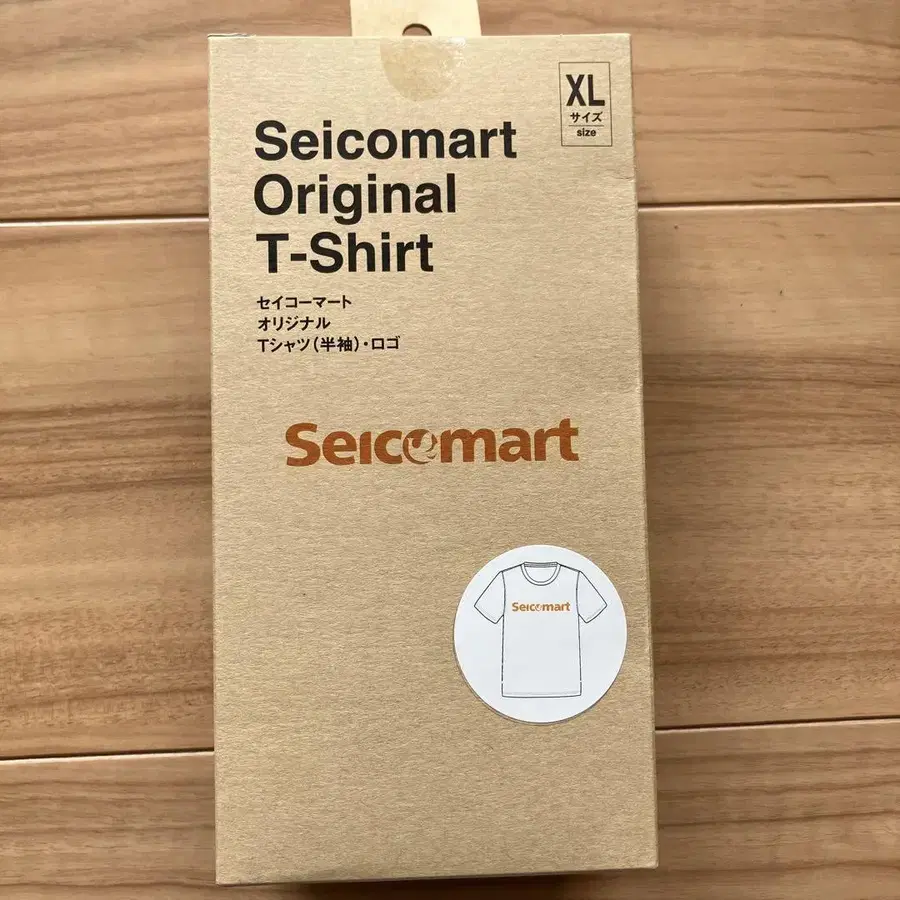 XL
サイズ
size
Seicomart
Original
T-Shirt
セイコーマート
オリジナル
Tシャツ(半袖)・ロゴ
Seicomart
Seicomart